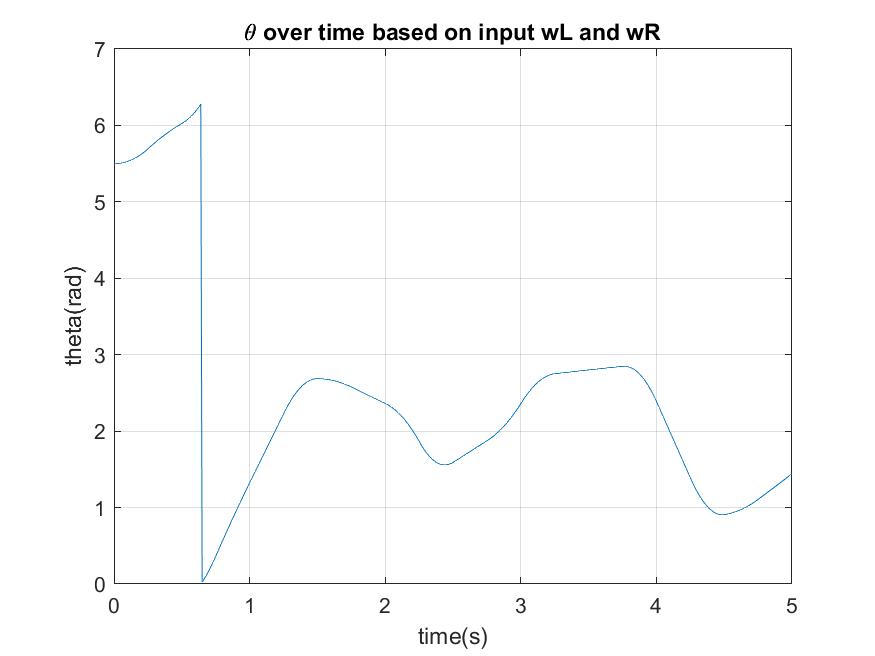 θ over time based on input wL and wR
7
6
5
4
3
2
1
0
theta(rad)
0 1 2 3 4 5
time(s)